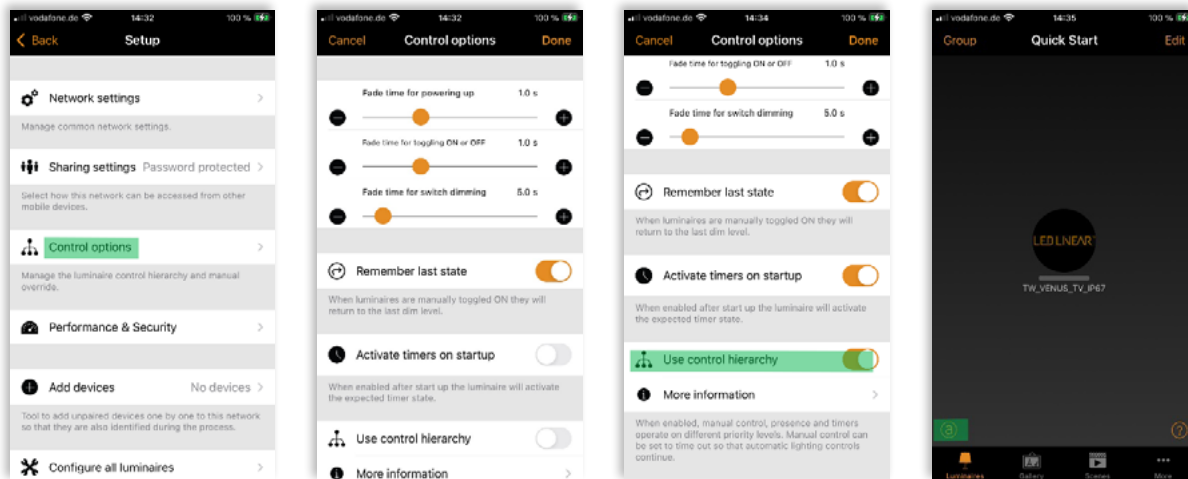 vodafone.de 14:32 100 %
Back Setup
Network settings
Manage common network settings.
Sharing settings Password protected
Select how this network can be accessed from other
mobile devices.
Control options
Manage the luminaire control hierarchy and manual
override.
Performance & Security
Add devices No devices
Tool to add unpaired devices one by one to this network
so that they are also identified during the process.
Configure all luminaires
vodafone.de 14:32 100 %
Cancel Control options Done
Fade time for powering up 1.0 s
Fade time for toggling ON or OFF 1.0 s
Fade time for switch dimming 5.0 s
Remember last state
When luminaires are manually toggled ON they will
return to the last dim level.
Activate timers on startup
When enabled after start up the luminaire will activate
the expected timer state.
Use control hierarchy
More information
vodafone.de 14:34 100 %
Cancel Control options Done
Fade time for toggling ON or OFF 1.0 s
Fade time for switch dimming 5.0 s
Remember last state
When luminaires are manually toggled ON they will
return to the last dim level.
Activate timers on startup
When enabled after start up the luminaire will activate
the expected timer state.
Use control hierarchy
More information
When enabled, manual control, presence and timers
operate on different priority levels. Manual control can
be set to time out so that automatic lighting controls
continue.
vodafone.de 14:35 100 %
Group Quick Start Edit
LED LINEAR
TW_VENUS_TV_IP67
a ?
Luminaires Gallery Scenes More